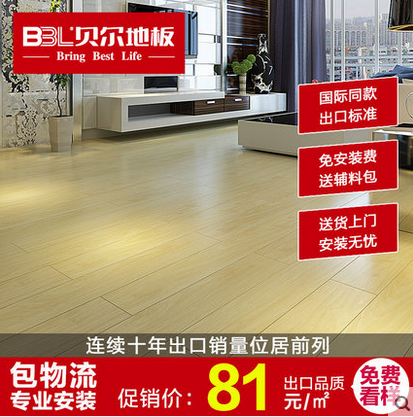 BBL 贝尔地板
Bring Best Life
国际同款
出口标准
免安装费
送辅料包
送货上门
安装无忧
连续十年出口销量位居前列
包物流
专业安装
促销价：81 出口品质
元/㎡
免费
看样